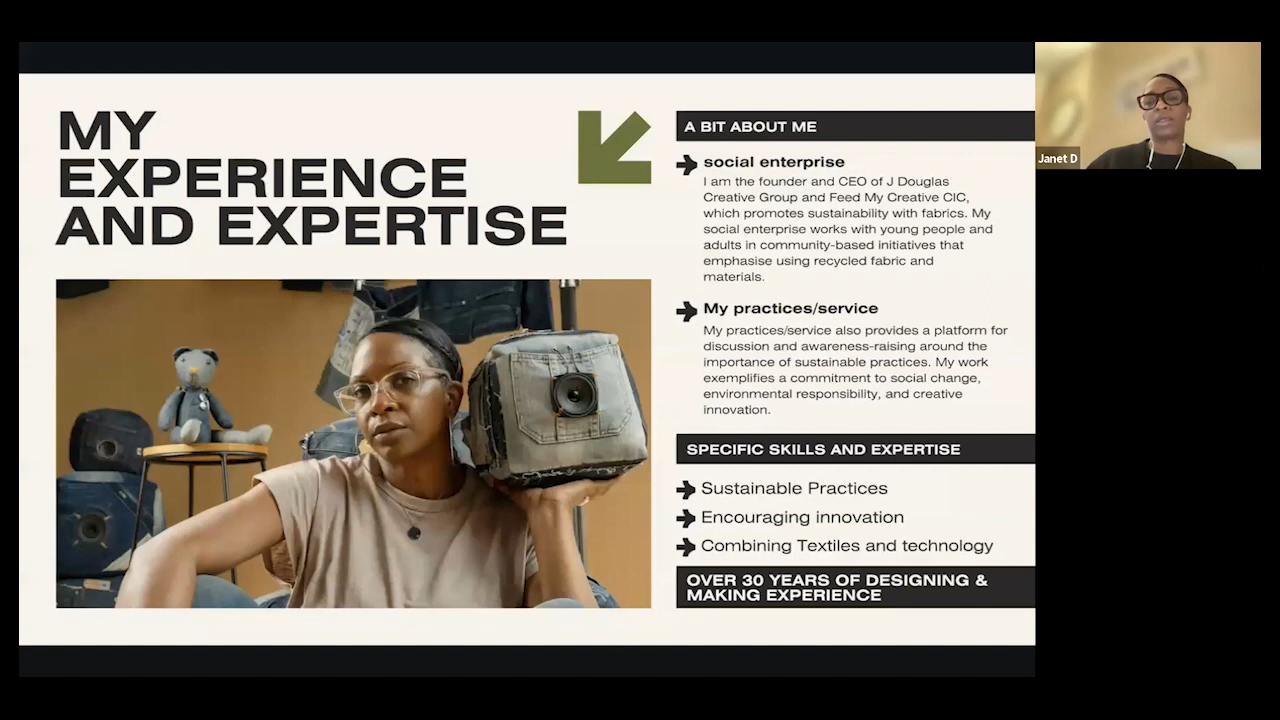 MY
EXPERIENCE
AND EXPERTISE
A BIT ABOUT ME
social enterprise
I am the founder and CEO of J Douglas
Creative Group and Feed My Creative CIC,
which promotes sustainability with fabrics. My
social enterprise works with young people and
adults in community-based initiatives that
emphasise using recycled fabric and
materials.
My practices/service
My practices/service also provides a platform for
discussion and awareness-raising around the
importance of sustainable practices. My work
exemplifies a commitment to social change,
environmental responsibility, and creative
innovation.
SPECIFIC SKILLS AND EXPERTISE
Sustainable Practices
Encouraging innovation
Combining Textiles and technology
OVER 30 YEARS OF DESIGNING &
MAKING EXPERIENCE
Janet D